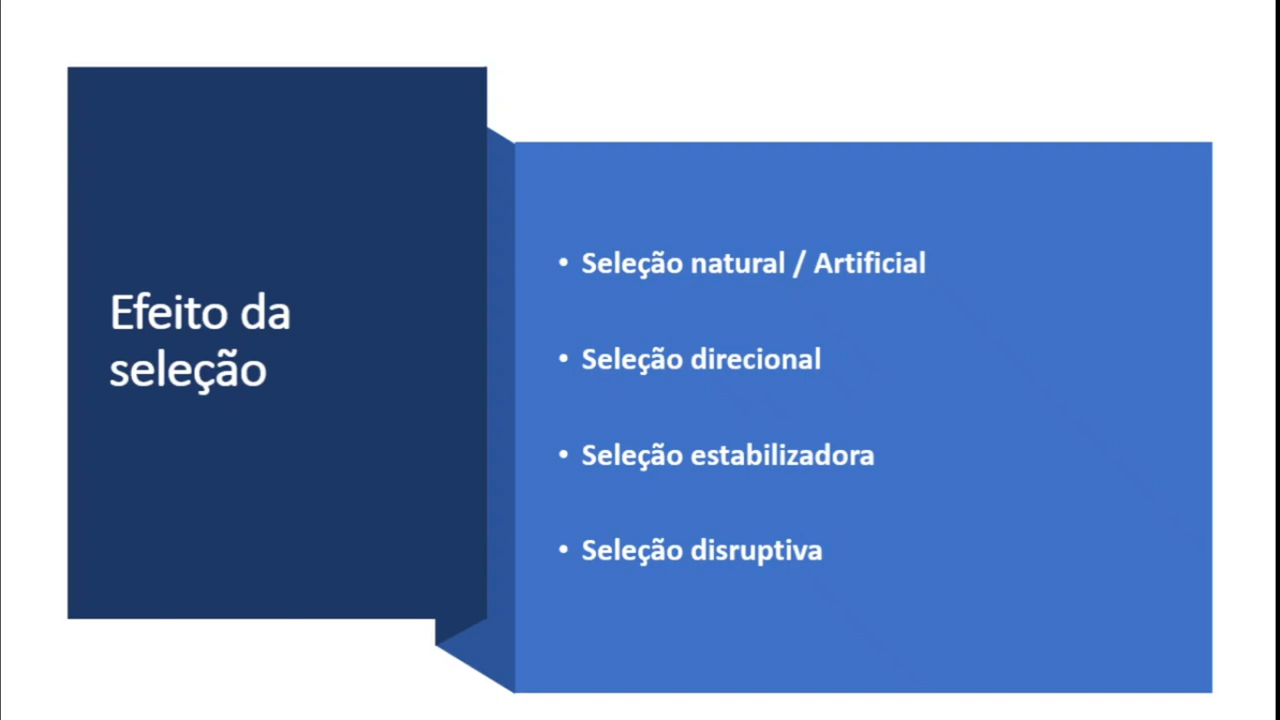 Efeito da
seleção
• Seleção natural / Artificial
• Seleção direcional
• Seleção estabilizadora
• Seleção disruptiva